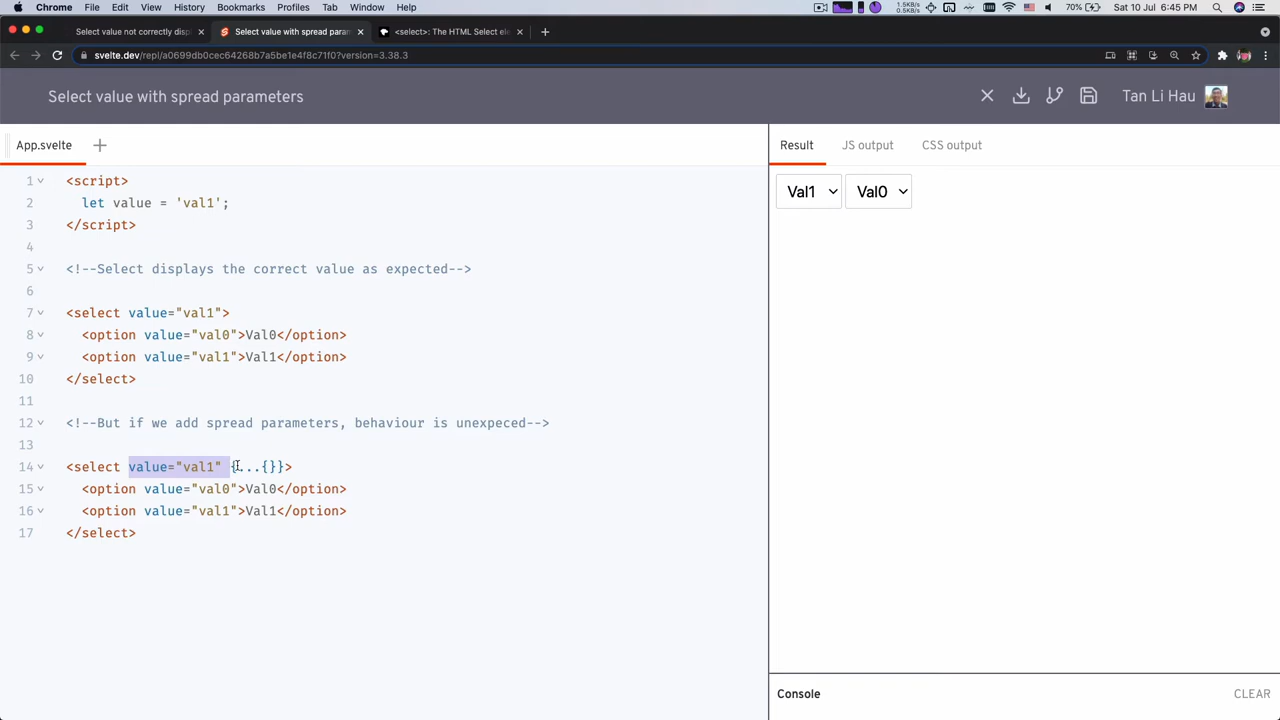 Chrome File Edit View History Bookmarks Profiles Tab Window Help 1.5KB/s 0.5KB/s 70% Sat 10 Jul 6:45 PM
Select value not correctly displ × Select value with spread param × <select>: The HTML Select ele × +
svelte.dev/repl/a0699db0cec64268b7a5be1e4f8c71f0?version=3.38.3
Select value with spread parameters Tan Li Hau
App.svelte + Result JS output CSS output
1 <script>
2 let value = 'val1';
3 </script>
4
5 <!--Select displays the correct value as expected-->
6
7 <select value="val1">
8 <option value="val0">Val0</option>
9 <option value="val1">Val1</option>
10 </select>
11
12 <!--But if we add spread parameters, behaviour is unexpeced-->
13
14 <select value="val1" {...{}}>
15 <option value="val0">Val0</option>
16 <option value="val1">Val1</option>
17 </select>
Val1 Val0
Console CLEAR